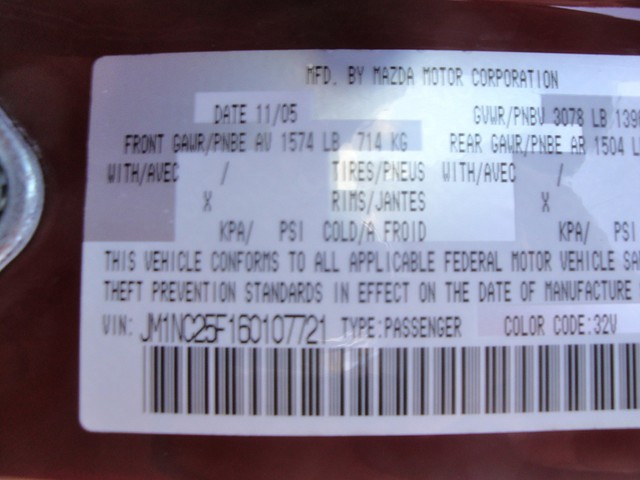 MFD. BY MAZDA MOTOR CORPORATION
DATE 11/05 GVWR/PNBV 3078 LB
FRONT GAWR/PNBE AV 1574 LB 714 KG REAR GAWR/PNBE AR 1504
WITH/AVEC / TIRES/PNEUS WITH/AVEC /
X RIMS/JANTES X
KPA/ PSI COLD/A FROID KPA/ PSI
THIS VEHICLE CONFORMS TO ALL APPLICABLE FEDERAL MOTOR VEHICLE
THEFT PREVENTION STANDARDS IN EFFECT ON THE DATE OF MANUFACTURE
VIN: JM1NC25F160107721 TYPE:PASSENGER COLOR CODE:32V